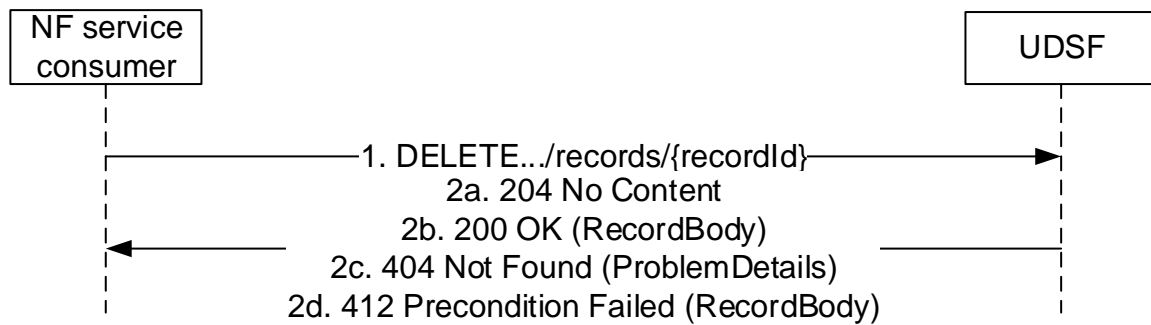 NF service
consumer
UDSF
1. DELETE.../records/{recordId}
2a. 204 No Content
2b. 200 OK (RecordBody)
2c. 404 Not Found (ProblemDetails)
2d. 412 Precondition Failed (RecordBody)